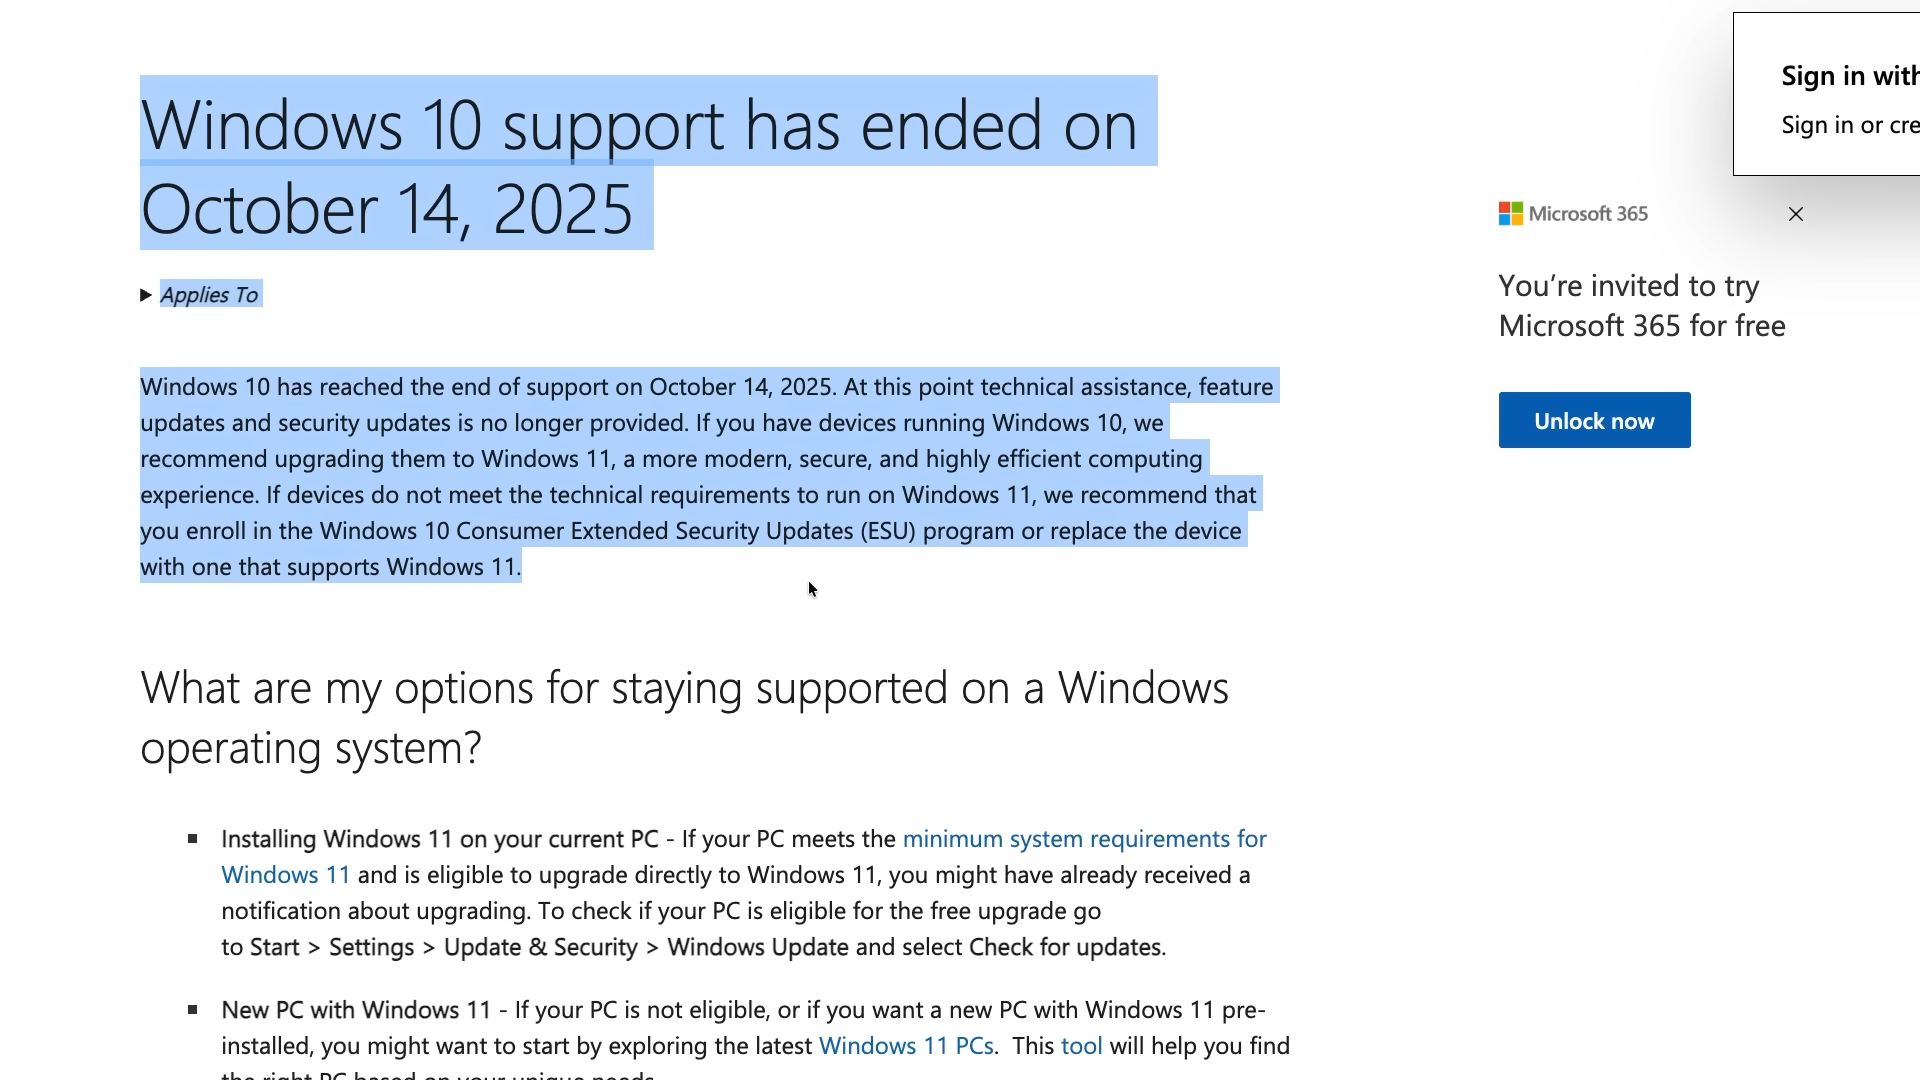 Windows 10 support has ended on
October 14, 2025
Applies To
Windows 10 has reached the end of support on October 14, 2025. At this point technical assistance, feature
updates and security updates is no longer provided. If you have devices running Windows 10, we
recommend upgrading them to Windows 11, a more modern, secure, and highly efficient computing
experience. If devices do not meet the technical requirements to run on Windows 11, we recommend that
you enroll in the Windows 10 Consumer Extended Security Updates (ESU) program or replace the device
with one that supports Windows 11.
What are my options for staying supported on a Windows
operating system?
Installing Windows 11 on your current PC - If your PC meets the minimum system requirements for
Windows 11 and is eligible to upgrade directly to Windows 11, you might have already received a
notification about upgrading. To check if your PC is eligible for the free upgrade go
to Start > Settings > Update & Security > Windows Update and select Check for updates.
New PC with Windows 11 - If your PC is not eligible, or if you want a new PC with Windows 11 pre-
installed, you might want to start by exploring the latest Windows 11 PCs. This tool will help you find
the right PC based on your unique needs.
Sign in with
Sign in or cre
Microsoft 365
You’re invited to try
Microsoft 365 for free
Unlock now